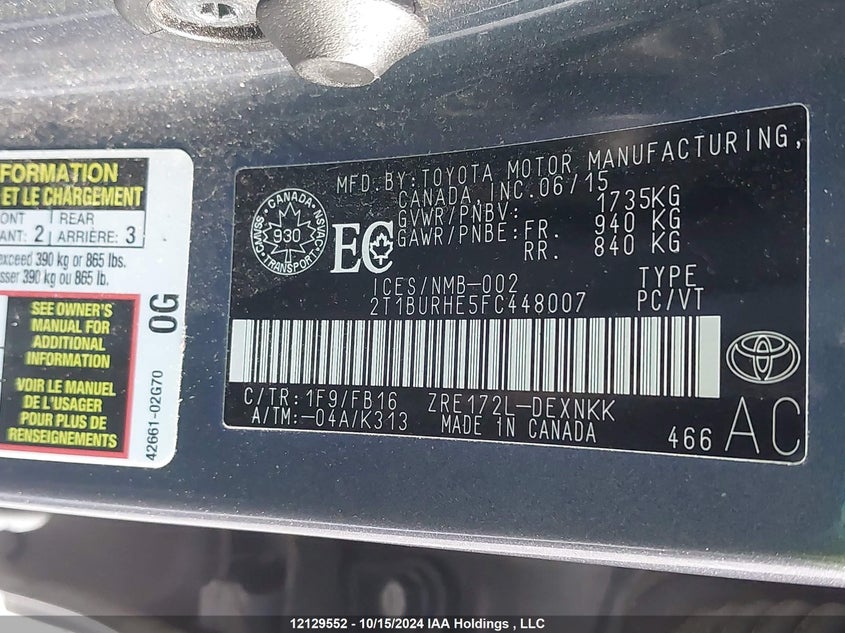 FORMATION
ET LE CHARGEMENT
REAR
ANT: 2
ARRIÈRE: 3
exceed 390 kg or 865 lbs.
sser 390 kg ou 865 lb.
SEE OWNER'S
MANUAL FOR
ADDITIONAL
INFORMATION
VOIR LE MANUEL
DE L'USAGER
POUR PLUS DE
RENSEIGNEMENTS
0G
42661-02G70
MFD.BY:TOYOTA MOTOR MANUFACTURING,
CANADA, INC.06/15
GVWR/PNBV: 1735KG
GAWR/PNBE:FR. 940 KG
RR. 840 KG
CANADA
CMVSS
NSVAC
930
TRANSPORT
EC
ICES/NMB-002
TYPE
2T1BURHE5FC448007
PC/VT
C/TR:1F9/FB16 ZRE172L-DEXNKK
A/TM:-04A/K313 MADE IN CANADA
466 AC
12129552 - 10/15/2024 IAA Holdings , LLC